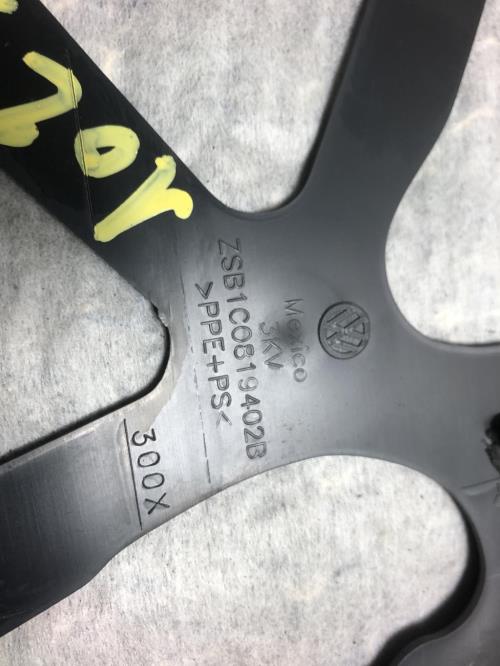 ZSB1C0819402B
>PPE+PS<
Mexico
3KV
300X